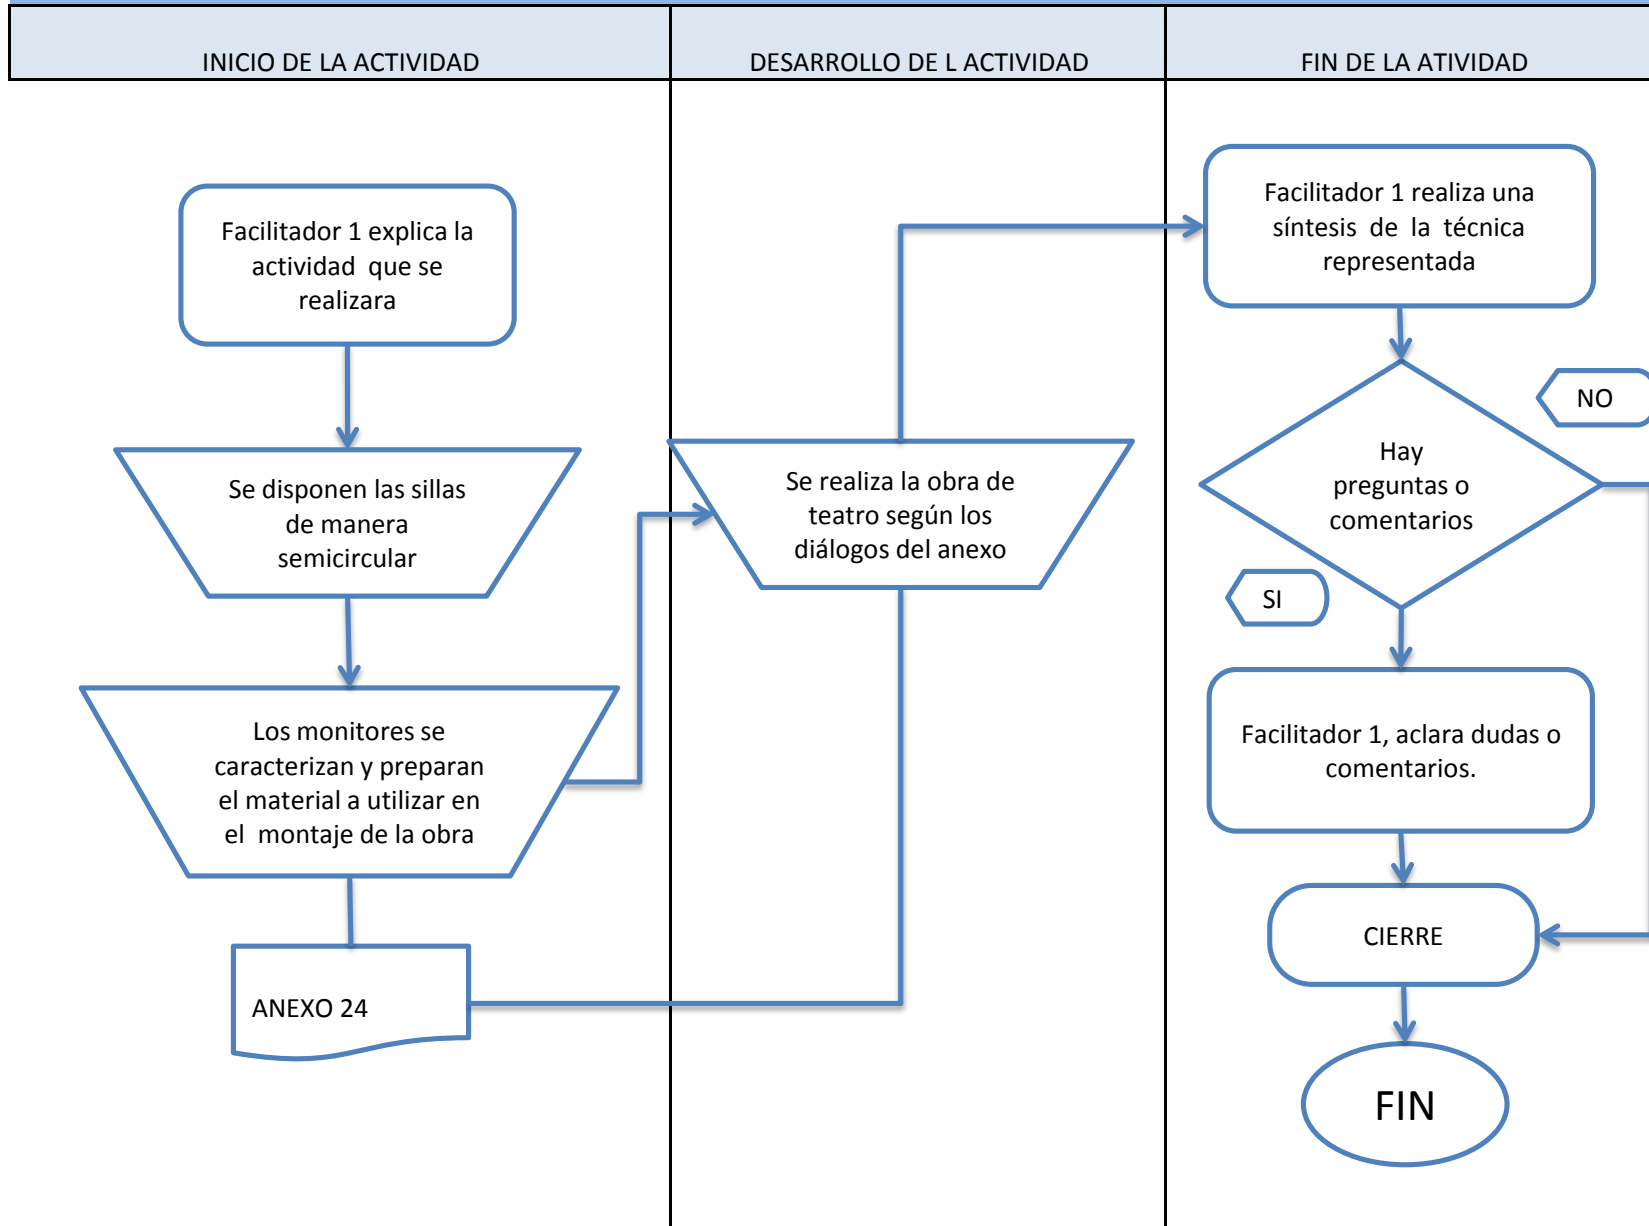 INICIO DE LA ACTIVIDAD
DESARROLLO DE L ACTIVIDAD
FIN DE LA ATIVIDAD
Facilitador 1 explica la
actividad que se
realizara
Se disponen las sillas
de manera
semicircular
Los monitores se
caracterizan y preparan
el material a utilizar en
el montaje de la obra
ANEXO 24
Se realiza la obra de
teatro según los
diálogos del anexo
Facilitador 1 realiza una
síntesis de la técnica
representada
Hay
preguntas o
comentarios
NO
SI
Facilitador 1, aclara dudas o
comentarios.
CIERRE
FIN